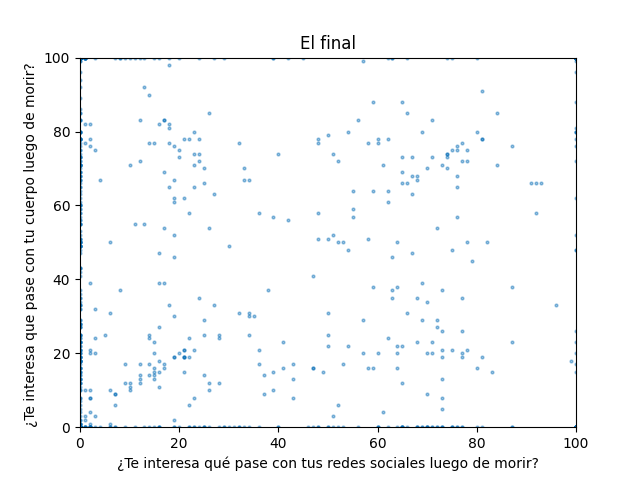 El final
¿Te interesa que pase con tu cuerpo luego de morir?
100
80
60
40
20
0
0 20 40 60 80 100
¿Te interesa qué pase con tus redes sociales luego de morir?